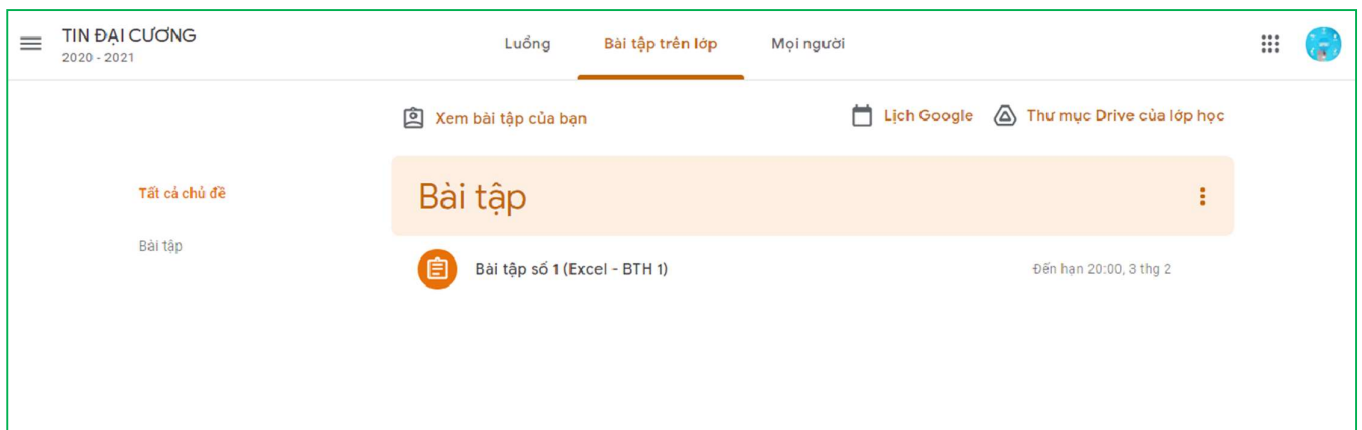 TIN ĐẠI CƯƠNG
2020 - 2021
Luồng Bài tập trên lớp Mọi người
Xem bài tập của bạn
Lịch Google Thư mục Drive của lớp học
Tất cả chủ đề
Bài tập
Bài tập
Bài tập số 1 (Excel - BTH 1)
Đến hạn 20:00, 3 thg 2